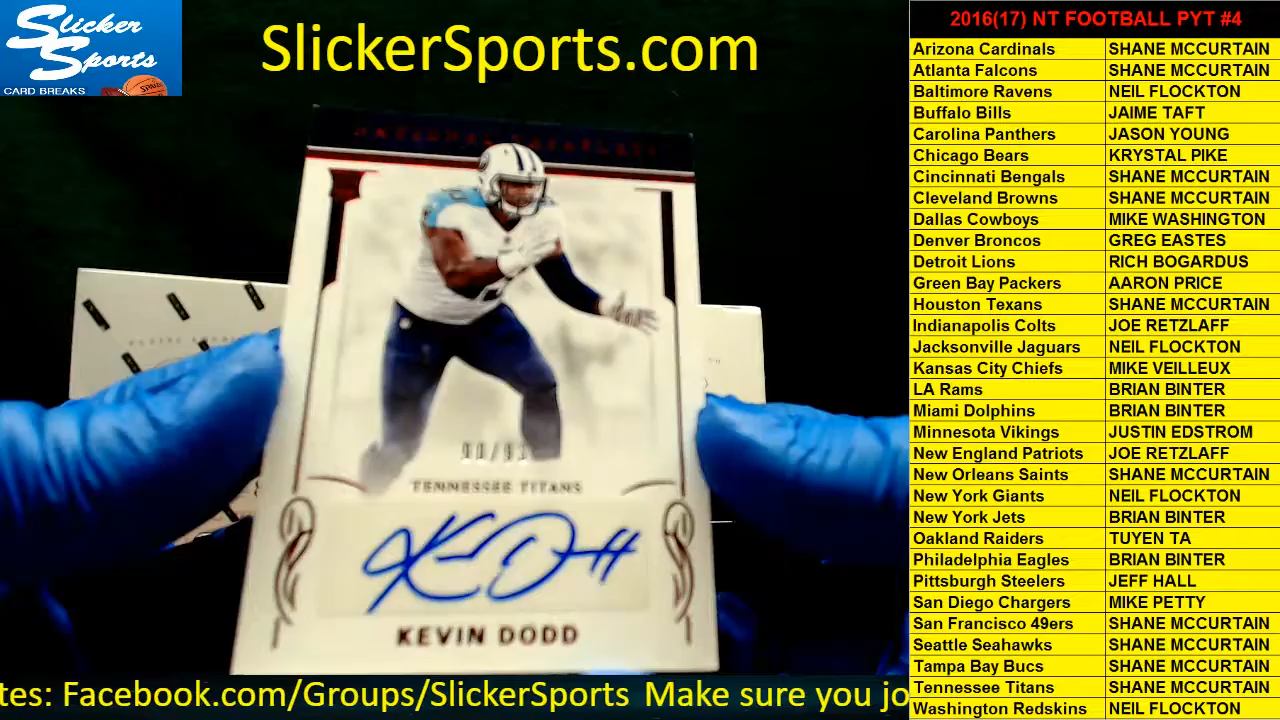 Slicker
Sports
CARD BREAKS
SPALDING
SlickerSports.com
TENNESSEE TITANS
KEVIN DODD
tes: Facebook.com/Groups/SlickerSports Make sure you jo
2016(17) NT FOOTBALL PYT #4
Arizona Cardinals SHANE MCCURTAIN
Atlanta Falcons SHANE MCCURTAIN
Baltimore Ravens NEIL FLOCKTON
Buffalo Bills JAIME TAFT
Carolina Panthers JASON YOUNG
Chicago Bears KRYSTAL PIKE
Cincinnati Bengals SHANE MCCURTAIN
Cleveland Browns SHANE MCCURTAIN
Dallas Cowboys MIKE WASHINGTON
Denver Broncos GREG EASTES
Detroit Lions RICH BOGARDUS
Green Bay Packers AARON PRICE
Houston Texans SHANE MCCURTAIN
Indianapolis Colts JOE RETZLAFF
Jacksonville Jaguars NEIL FLOCKTON
Kansas City Chiefs MIKE VEILLEUX
LA Rams BRIAN BINTER
Miami Dolphins BRIAN BINTER
Minnesota Vikings JUSTIN EDSTROM
New England Patriots JOE RETZLAFF
New Orleans Saints SHANE MCCURTAIN
New York Giants NEIL FLOCKTON
New York Jets BRIAN BINTER
Oakland Raiders TUYEN TA
Philadelphia Eagles BRIAN BINTER
Pittsburgh Steelers JEFF HALL
San Diego Chargers MIKE PETTY
San Francisco 49ers SHANE MCCURTAIN
Seattle Seahawks SHANE MCCURTAIN
Tampa Bay Bucs SHANE MCCURTAIN
Tennessee Titans SHANE MCCURTAIN
Washington Redskins NEIL FLOCKTON